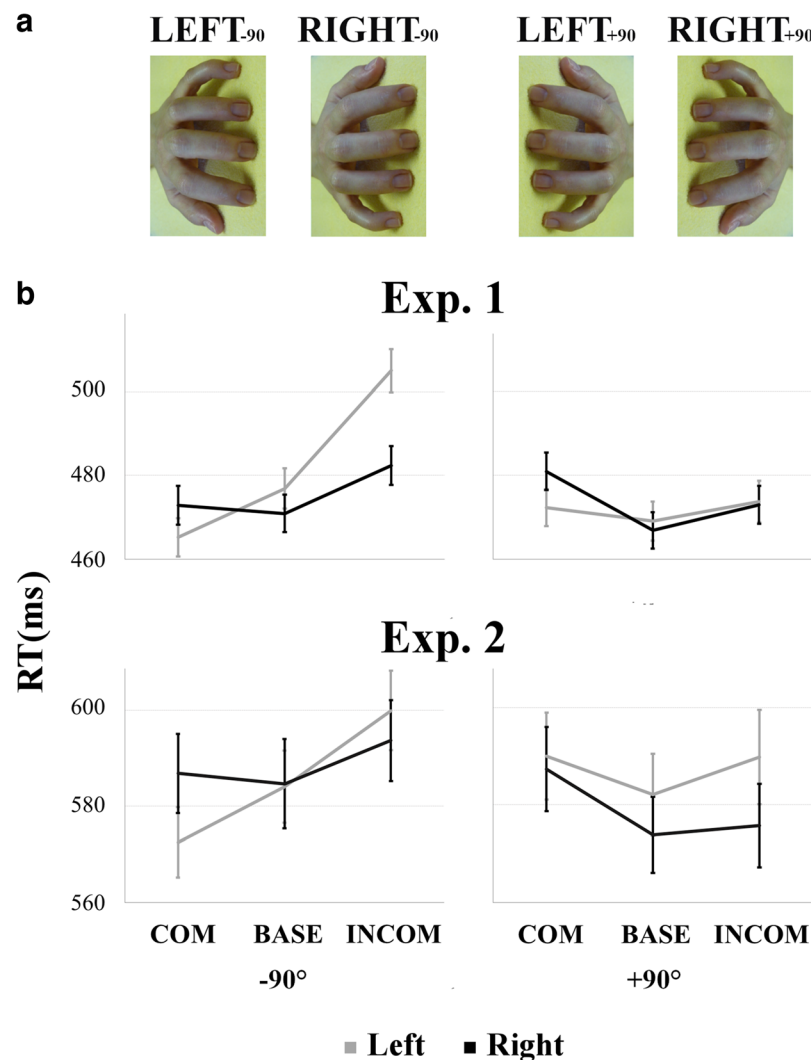 a
LEFT-90 RIGHT-90 LEFT+90 RIGHT+90
b
Exp. 1
500
480
460
RT(ms)
Exp. 2
600
580
560
COM BASE INCOM COM BASE INCOM
-90° +90°
Left Right